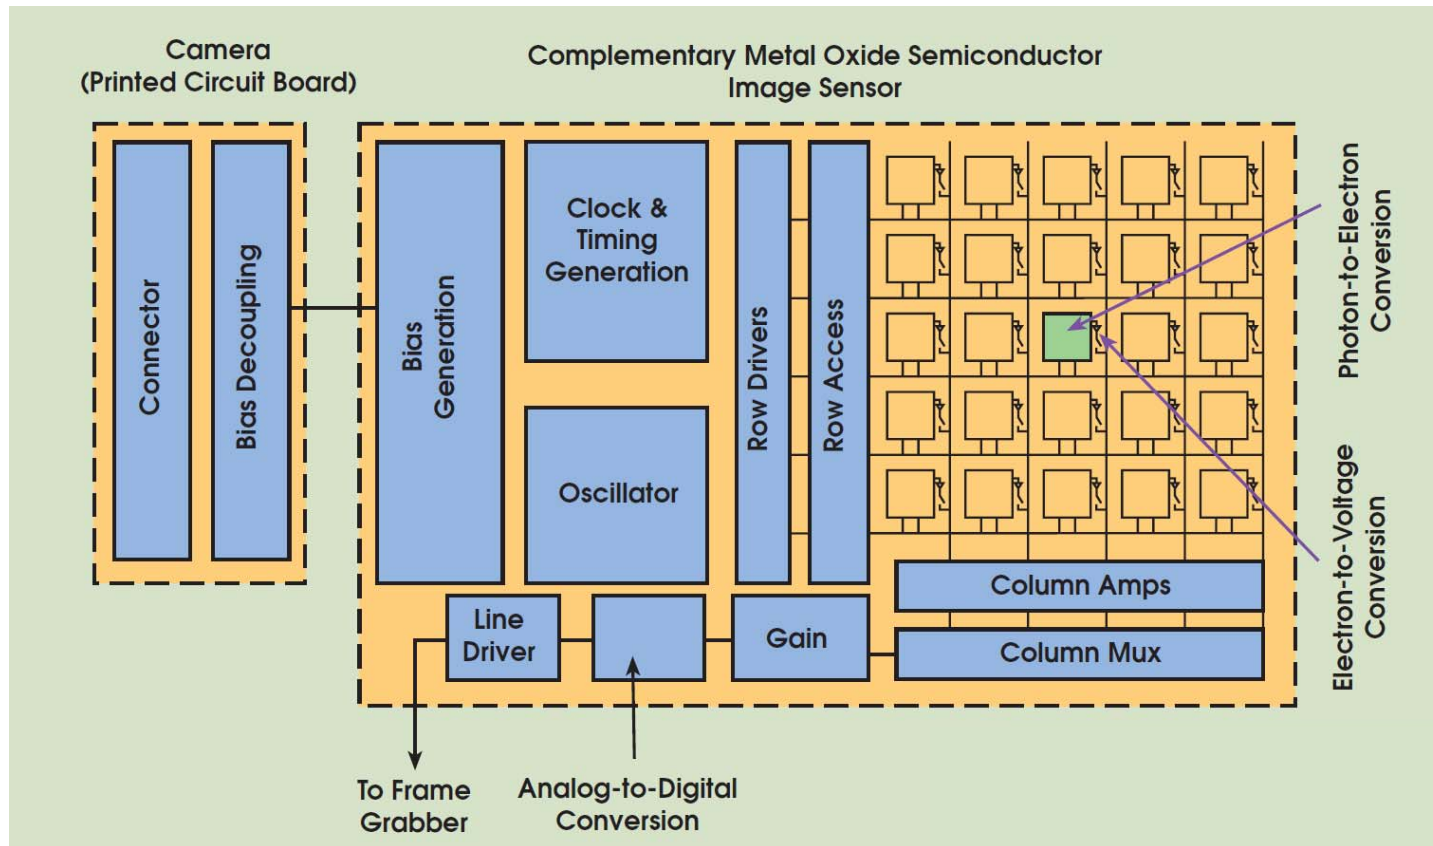 Camera
(Printed Circuit Board)
Complementary Metal Oxide Semiconductor
Image Sensor
Connector
Bias Decoupling
Bias
Generation
Clock &
Timing
Generation
Oscillator
Row Drivers
Row Access
Photon-to-Electron
Conversion
Electron-to-Voltage
Conversion
Column Amps
Column Mux
Gain
Line
Driver
To Frame
Grabber
Analog-to-Digital
Conversion